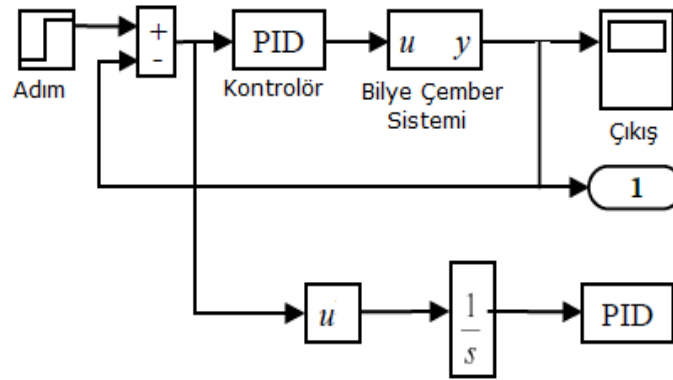 +
-
PID
u y
Adım
Kontrolör
Bilye Çember
Sistemi
Çıkış
1
u
1
s
PID